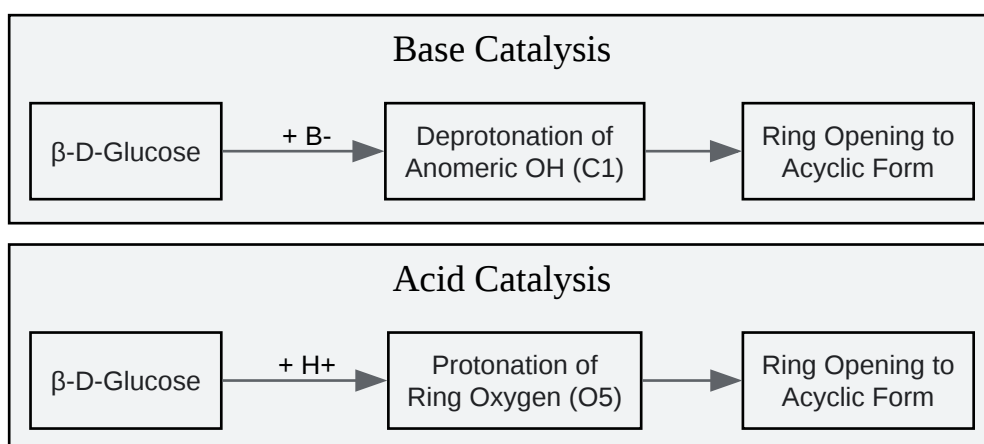 Base Catalysis
β-D-Glucose
+ B-
Deprotonation of
Anomeric OH (C1)
Ring Opening to
Acyclic Form
Acid Catalysis
β-D-Glucose
+ H+
Protonation of
Ring Oxygen (O5)
Ring Opening to
Acyclic Form